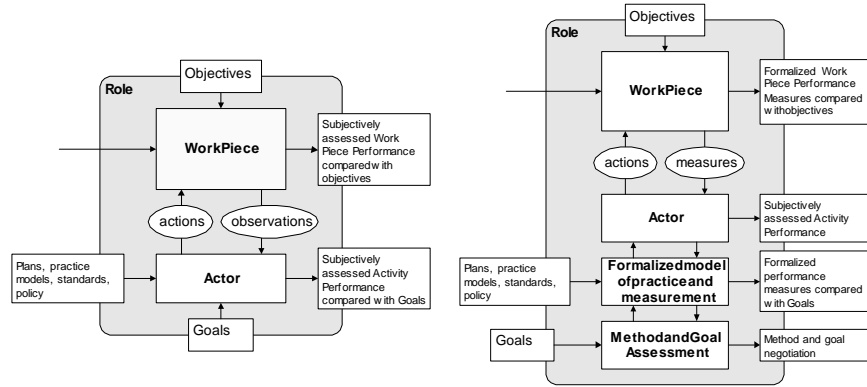 Objectives
Role
WorkPiece
Subjectively
assessed Work
Piece Performance
compared with
objectives
actions
observations
Plans, practice
models, standards,
policy
Actor
Subjectively
assessed Activity
Performance
compared with Goals
Goals
Objectives
Role
WorkPiece
Formalized Work
Piece Performance
Measures compared
withobjectives
actions
measures
Actor
Subjectively
assessed Activity
Performance
Plans, practice
models, standards,
policy
Formalizedmodel
ofpracticeand
measurement
Formalized
performance
measures compared
with Goals
Goals
MethodandGoal
Assessment
Method and goal
negotiation